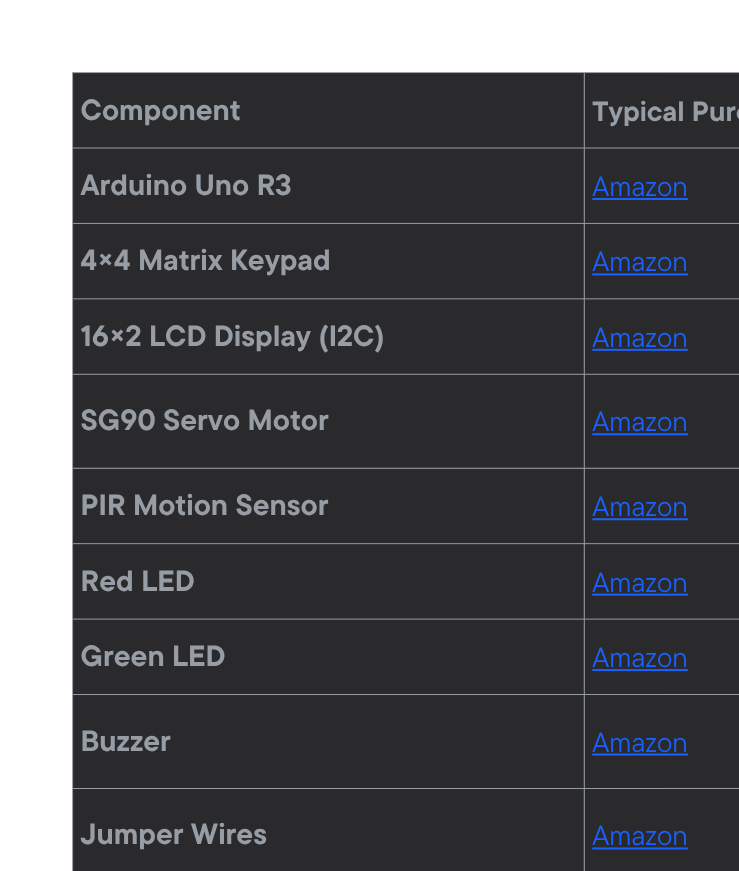 Component Typical Pur
Arduino Uno R3 Amazon
4×4 Matrix Keypad Amazon
16×2 LCD Display (I2C) Amazon
SG90 Servo Motor Amazon
PIR Motion Sensor Amazon
Red LED Amazon
Green LED Amazon
Buzzer Amazon
Jumper Wires Amazon